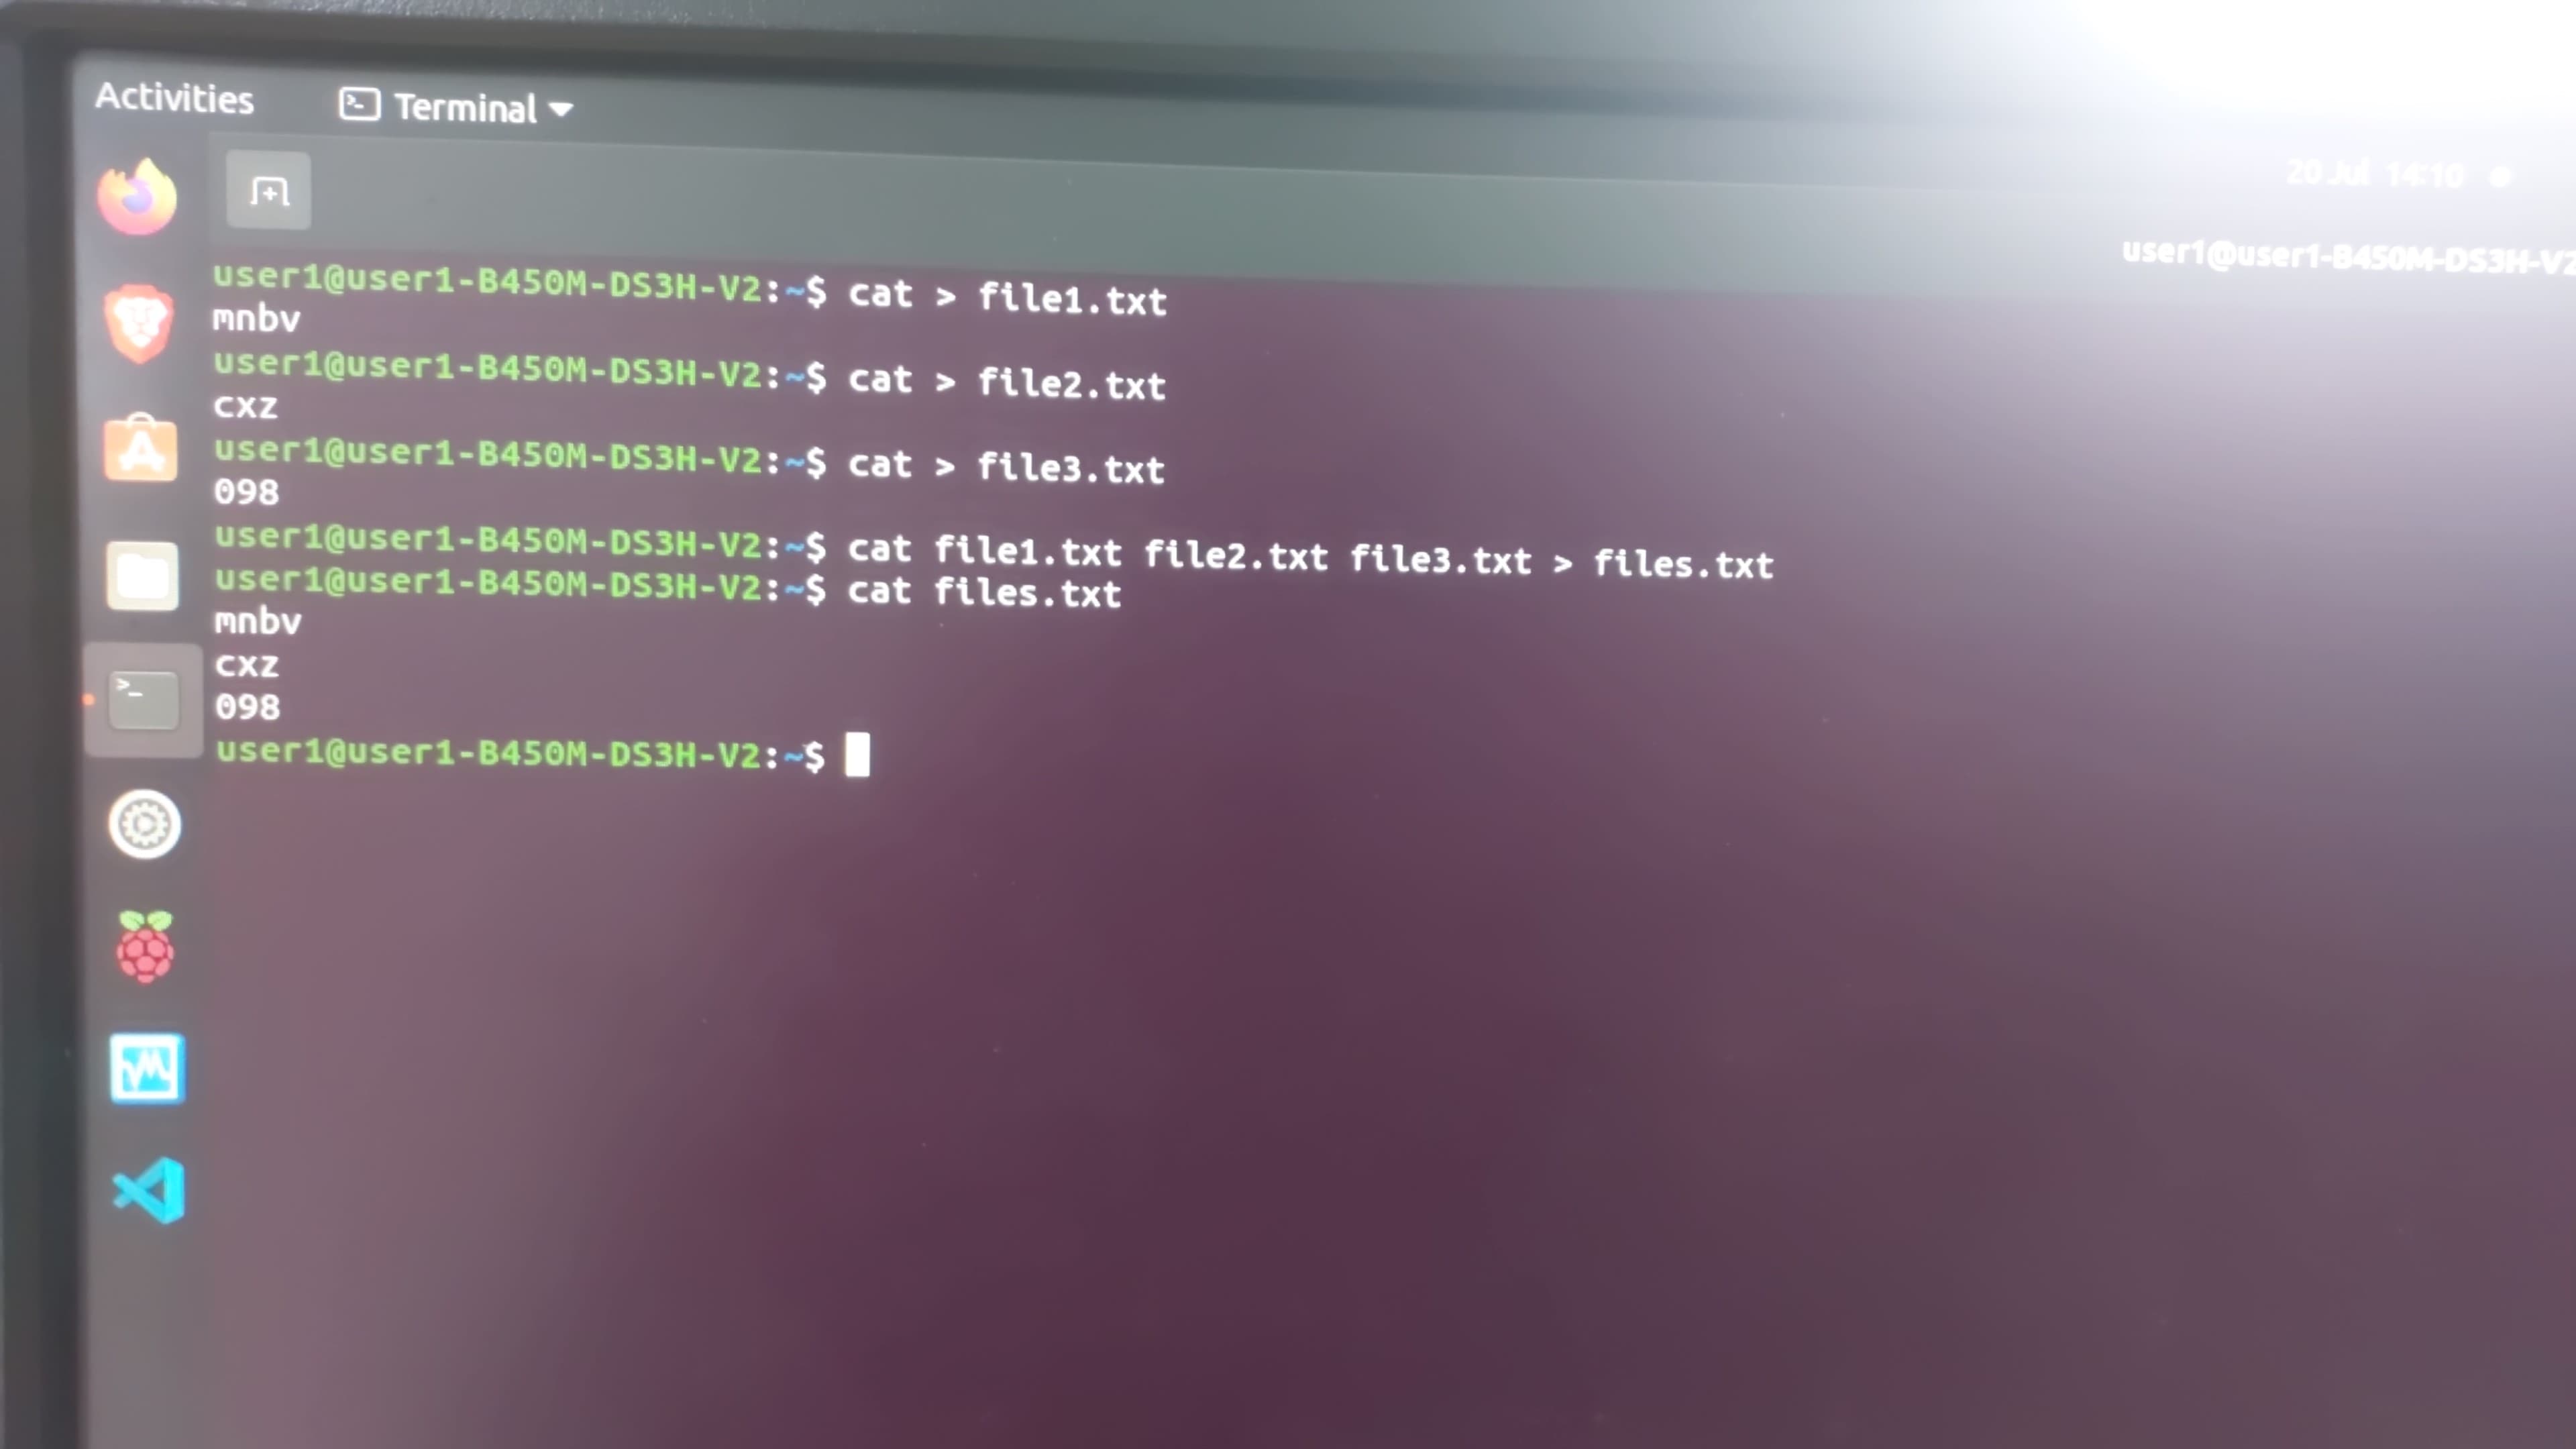 Activities
Terminal
20 Jul 14:10
user1@user1-B450M-DS3H-V2
user1@user1-B450M-DS3H-V2:~$ cat > file1.txt
mnbv
user1@user1-B450M-DS3H-V2:~$ cat > file2.txt
cxz
user1@user1-B450M-DS3H-V2:~$ cat > file3.txt
098
user1@user1-B450M-DS3H-V2:~$ cat file1.txt file2.txt file3.txt > files.txt
user1@user1-B450M-DS3H-V2:~$ cat files.txt
mnbv
cxz
098
user1@user1-B450M-DS3H-V2:~$